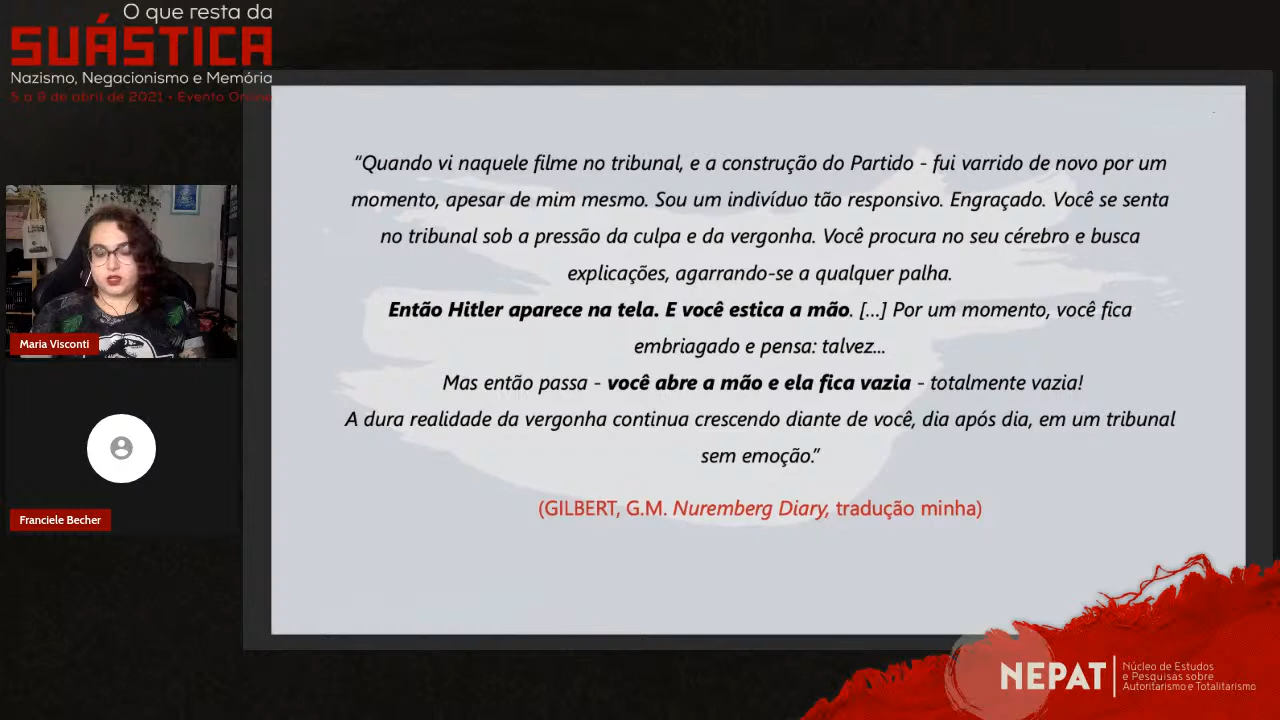 O que resta da
SUÁSTICA
Nazismo, Negacionismo e Memória
5 a 9 de abril de 2021 • Evento Online
“Quando vi naquele filme no tribunal, e a construção do Partido - fui varrido de novo por um
momento, apesar de mim mesmo. Sou um indivíduo tão responsivo. Engraçado. Você se senta
no tribunal sob a pressão da culpa e da vergonha. Você procura no seu cérebro e busca
explicações, agarrando-se a qualquer palha.
Então Hitler aparece na tela. E você estica a mão. [...] Por um momento, você fica
embriagado e pensa: talvez...
Mas então passa - você abre a mão e ela fica vazia - totalmente vazia!
A dura realidade da vergonha continua crescendo diante de você, dia após dia, em um tribunal
sem emoção.”
(GILBERT, G.M. Nuremberg Diary, tradução minha)
Maria Visconti
Franciele Becher
NEPAT
Núcleo de Estudos
e Pesquisas sobre
Autoritarismo e Totalitarismo